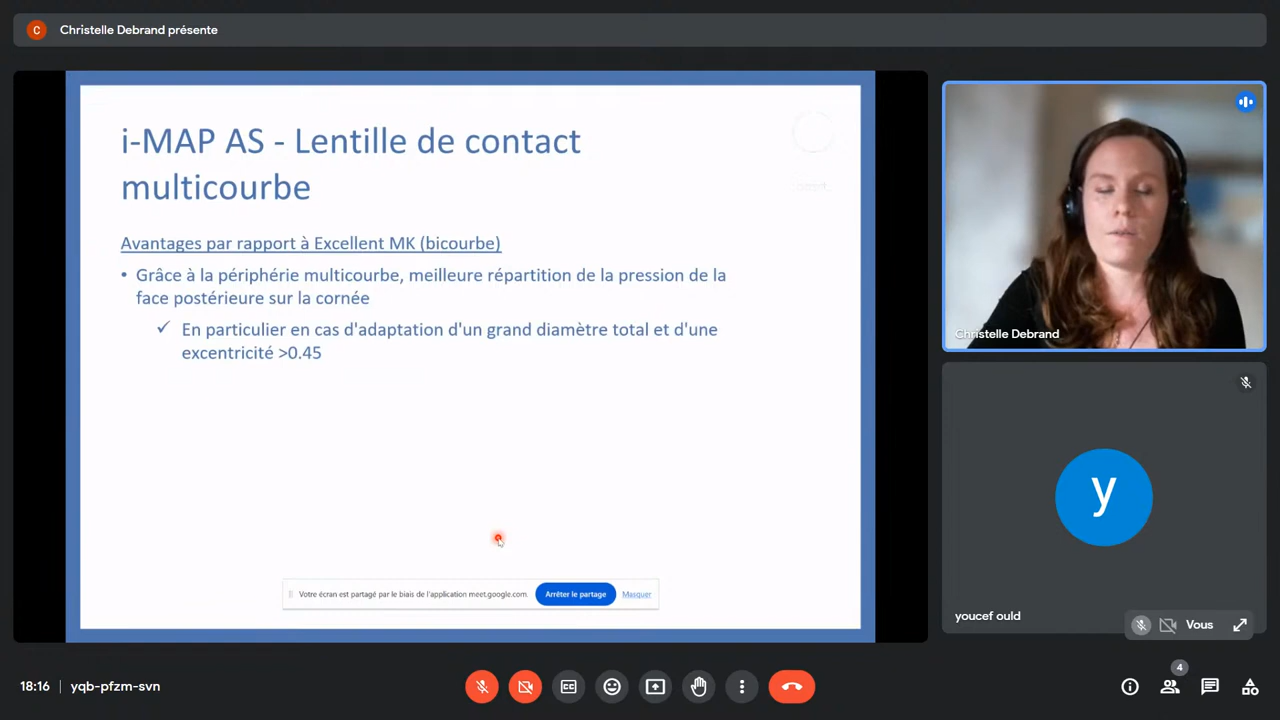 C
Christelle Debrand présente
i-MAP AS - Lentille de contact
multicourbe
Avantages par rapport à Excellent MK (bicourbe)
• Grâce à la périphérie multicourbe, meilleure répartition de la pression de la
face postérieure sur la cornée
✓ En particulier en cas d'adaptation d'un grand diamètre total et d'une
excentricité >0.45
Votre écran est partagé par le biais de l'application meet.google.com.
Arrêter le partage
Masquer
Christelle Debrand
y
youcef ould
Vous
18:16 | yqb-pfzm-svn
4